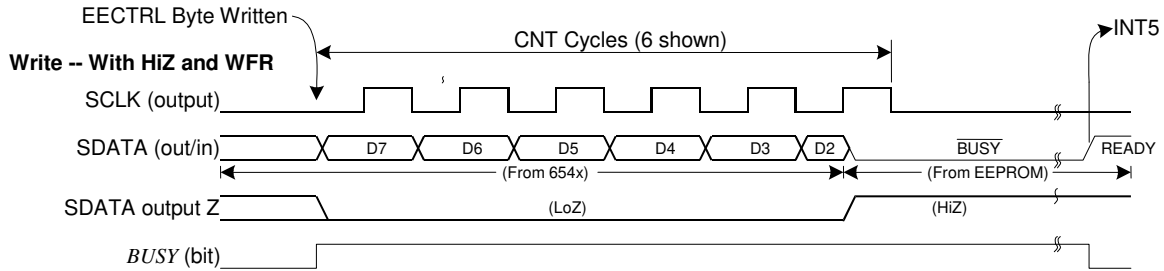 EECTRL Byte Written
INT5
CNT Cycles (6 shown)
Write -- With HiZ and WFR
SCLK (output)
SDATA (out/in) D7 D6 D5 D4 D3 D2 BUSY READY
(From 654x) (From EEPROM)
SDATA output Z (LoZ) (HiZ)
BUSY (bit)